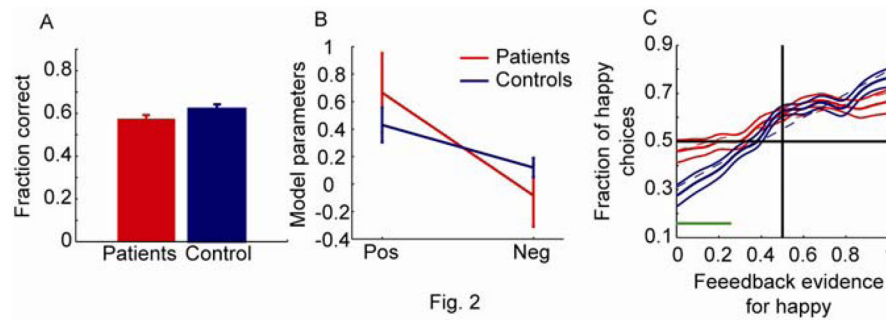 A
Fraction correct
0.8
0.6
0.4
0.2
0
Patients Control
B
Model parameters
1
0.8
0.6
0.4
0.2
0
-0.2
-0.4
Pos Neg
Patients
Controls
C
Fraction of happy
choices
0.9
0.7
0.5
0.3
0.1
0 0.2 0.4 0.6 0.8
Feeedback evidence
for happy
Fig. 2